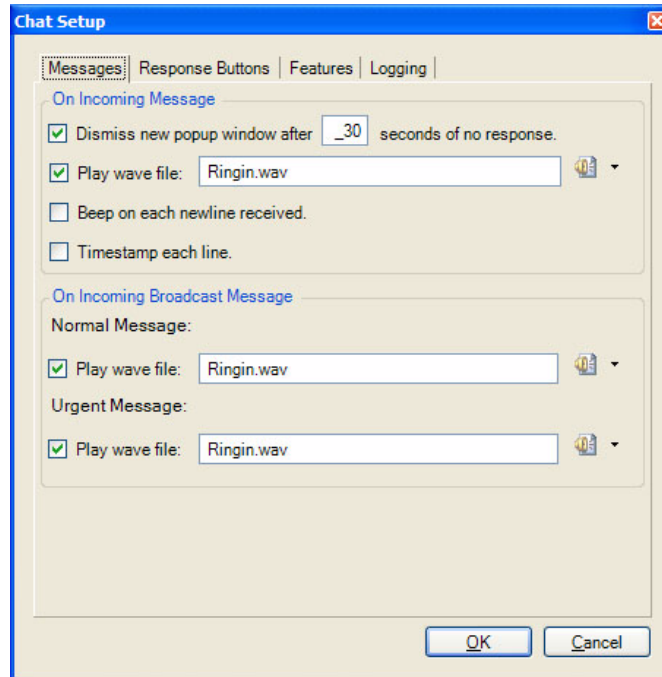 Chat Setup
Messages Response Buttons Features Logging
On Incoming Message
Dismiss new popup window after _30 seconds of no response.
Play wave file: Ringin.wav
Beep on each newline received.
Timestamp each line.
On Incoming Broadcast Message
Normal Message:
Play wave file: Ringin.wav
Urgent Message:
Play wave file: Ringin.wav
OK Cancel